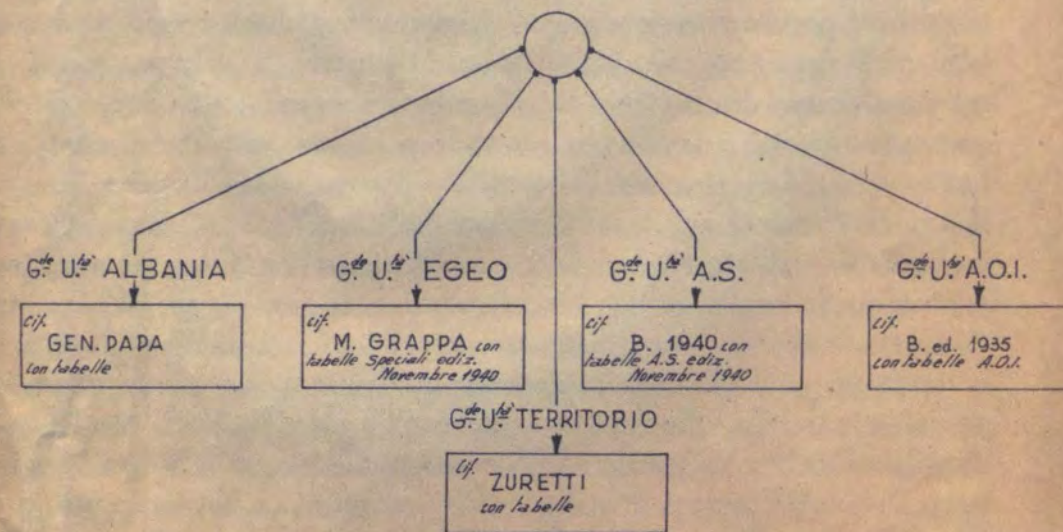 G.de U.tà ALBANIA
cif.
GEN. PAPA
con tabelle
G.de U.tà EGEO
cif.
M. GRAPPA con
tabelle Speciali ediz.
Novembre 1940
G.de U.tà A.S.
cif.
B. 1940 con
tabelle A.S. ediz.
Novembre 1940
G.de U.tà A.O.I.
cif.
B. ed. 1935
con tabelle A.O.I.
G.de U.tà TERRITORIO
Cif.
ZURETTI
con tabelle